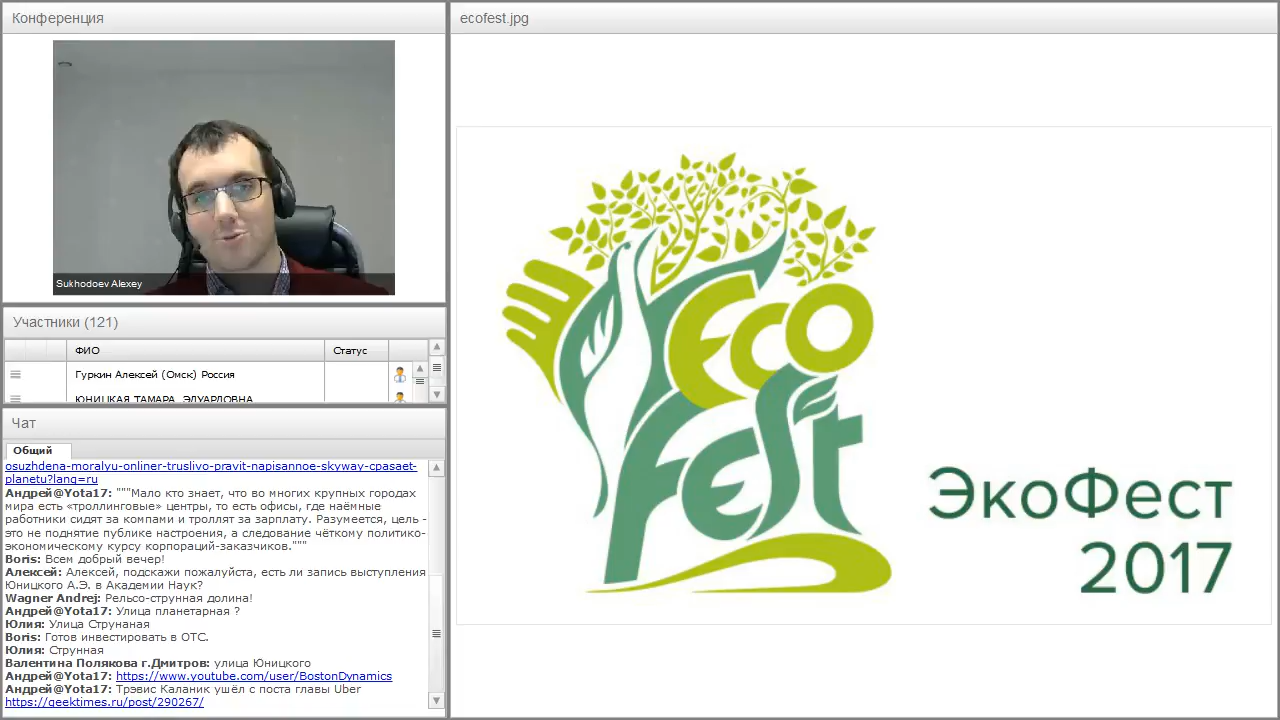 Конференция
Sukhodoev Alexey
Участники (121)
ФИО
Статус
Гуркин Алексей (Омск) Россия
ЮНИЦКАЯ ТАМАРА ЭДУАРДОВНА
Чат
Общий
osuzhdena-moralyu-onliner-truslivo-pravit-napisannoe-skyway-cpasaet-
planetu?lang=ru
Андрей@Yota17: """Мало кто знает, что во многих крупных городах
мира есть «троллинговые» центры, то есть офисы, где наёмные
работники сидят за компами и троллят за зарплату. Разумеется, цель -
это не поднятие публике настроения, а следование чёткому политико-
экономическому курсу корпораций-заказчиков."""
Boris: Всем добрый вечер!
Алексей: Алексей, подскажи пожалуйста, есть ли запись выступления
Юницкого А.Э. в Академии Наук?
Wagner Andrej: Рельсо-струнная долина!
Андрей@Yota17: Улица планетарная ?
Юлия: Улица Струнаная
Boris: Готов инвестировать в ОТС.
Юлия: Струнная
Валентина Полякова г.Дмитров: улица Юницкого
Андрей@Yota17: https://www.youtube.com/user/BostonDynamics
Андрей@Yota17: Трэвис Каланик ушёл с поста главы Uber
https://geektimes.ru/post/290267/
ecofest.jpg
Eco
fest
ЭкоФест
2017